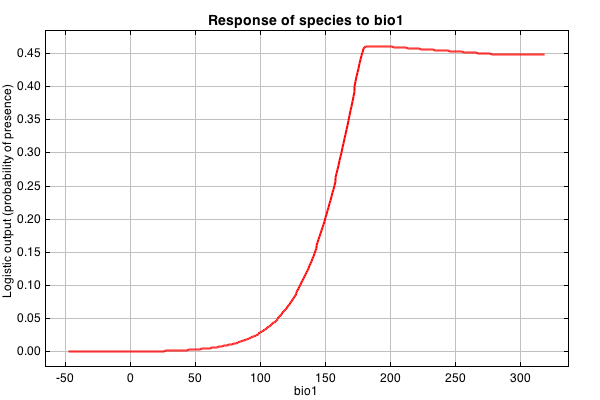 Response of species to bio1
Logistic output (probability of presence)
0.45
0.40
0.35
0.30
0.25
0.20
0.15
0.10
0.05
0.00
-50 0 50 100 150 200 250 300
bio1